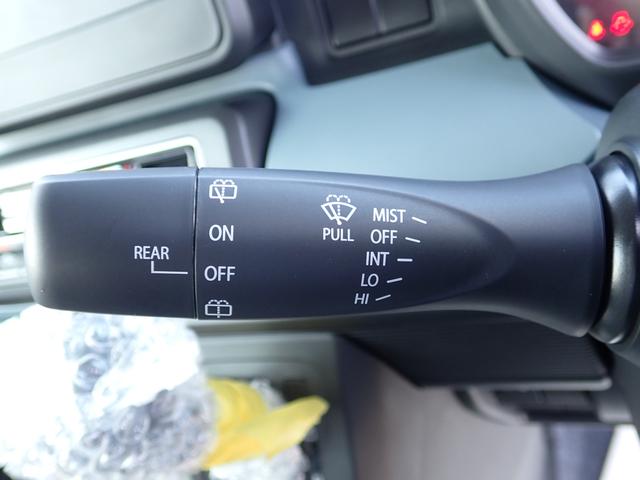 REAR
ON
OFF
PULL
MIST
OFF
INT
LO
HI